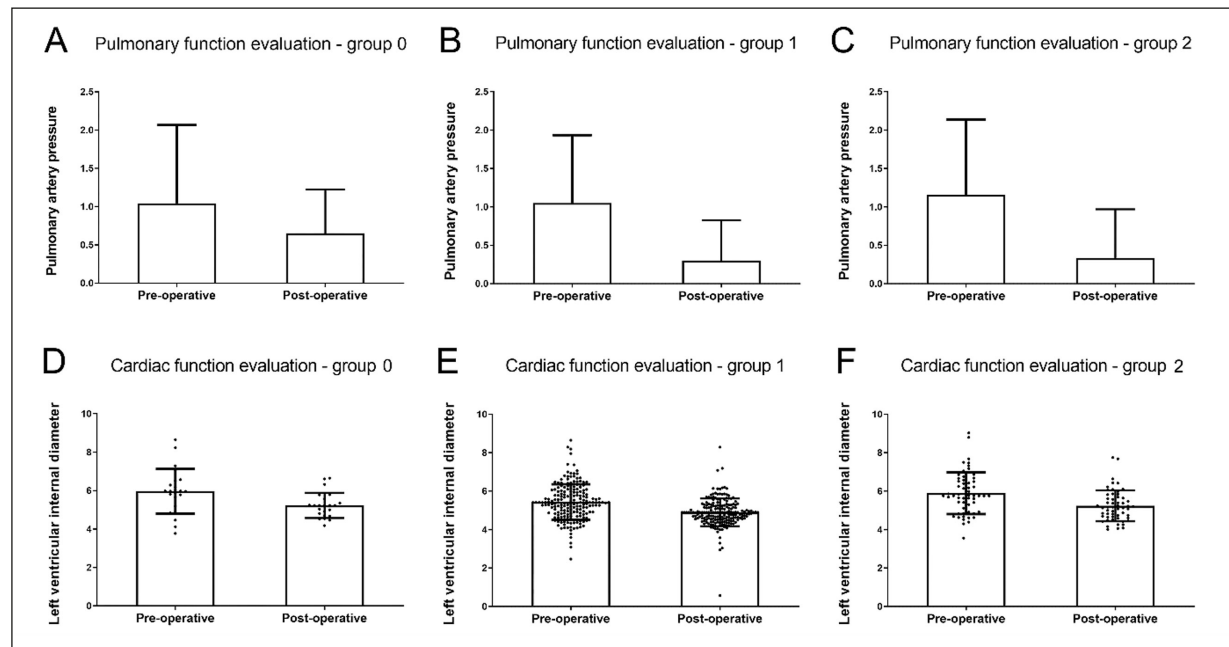 A Pulmonary function evaluation - group 0
Pulmonary artery pressure
2.5
2.0
1.5
1.0
0.5
0.0
Pre-operative Post-operative
B Pulmonary function evaluation - group 1
Pulmonary artery pressure
2.5
2.0
1.5
1.0
0.5
0.0
Pre-operative Post-operative
C Pulmonary function evaluation - group 2
Pulmonary artery pressure
2.5
2.0
1.5
1.0
0.5
0.0
Pre-operative Post-operative
D Cardiac function evaluation - group 0
Left ventricular internal diameter
10
8
6
4
2
0
Pre-operative Post-operative
E Cardiac function evaluation - group 1
Left ventricular internal diameter
10
8
6
4
2
0
Pre-operative Post-operative
F Cardiac function evaluation - group 2
Left ventricular internal diameter
10
8
6
4
2
0
Pre-operative Post-operative